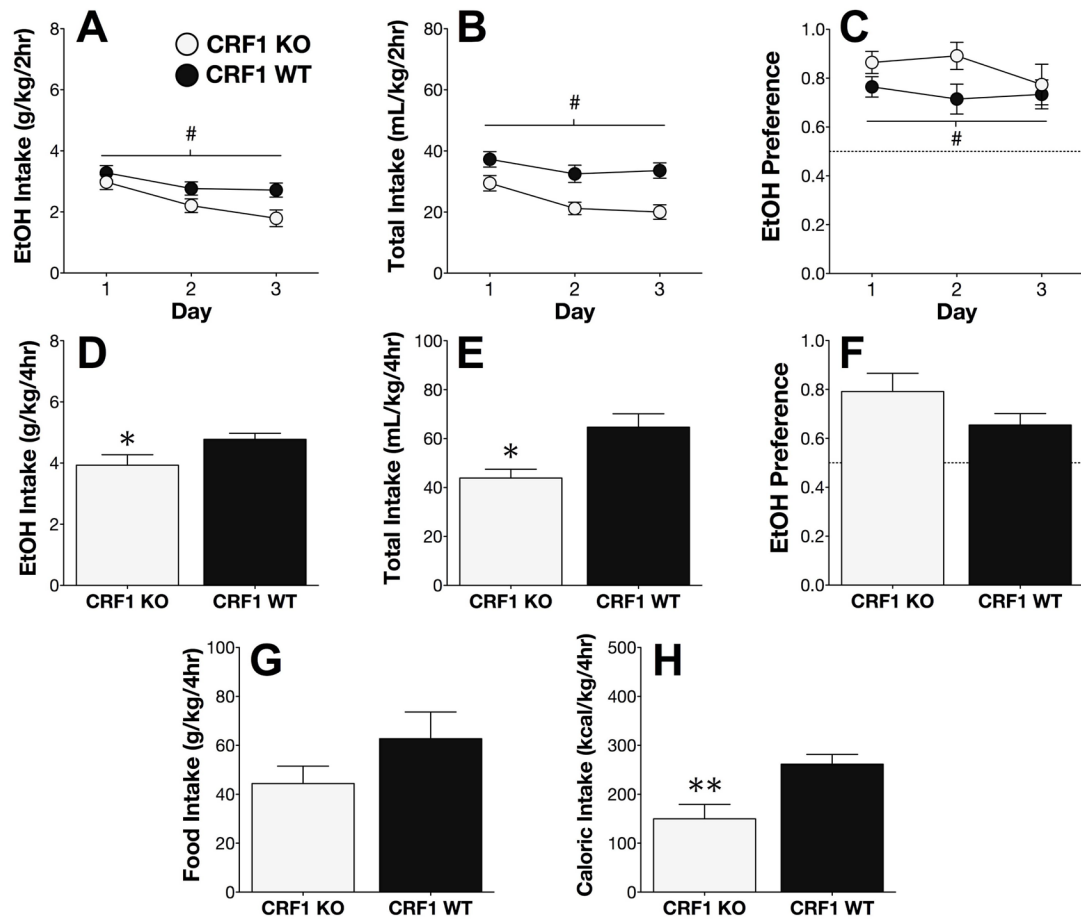 A
EtOH Intake (g/kg/2hr)
8
6
4
2
0
CRF1 KO
CRF1 WT
#
1 2 3
Day
B
Total Intake (mL/kg/2hr)
80
60
40
20
0
#
1 2 3
Day
C
EtOH Preference
1.0
0.8
0.6
0.4
0.2
0.0
#
1 2 3
Day
D
EtOH Intake (g/kg/4hr)
8
6
4
2
0
*
CRF1 KO CRF1 WT
E
Total Intake (mL/kg/4hr)
100
80
60
40
20
0
*
CRF1 KO CRF1 WT
F
EtOH Preference
1.0
0.8
0.6
0.4
0.2
0.0
CRF1 KO CRF1 WT
G
Food Intake (g/kg/4hr)
100
80
60
40
20
0
CRF1 KO CRF1 WT
H
Caloric Intake (kcal/kg/4hr)
500
400
300
200
100
0
**
CRF1 KO CRF1 WT